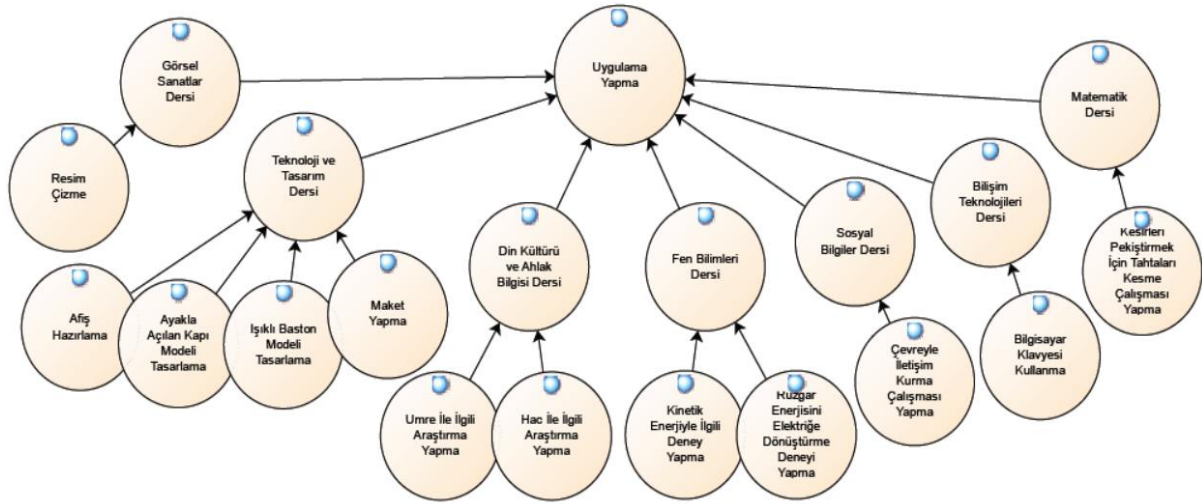 Görsel
Sanatlar
Dersi
Uygulama
Yapma
Matematik
Dersi
Resim
Çizme
Teknoloji ve
Tasarım
Dersi
Din Kültürü
ve Ahlak
Bilgisi Dersi
Fen Bilimleri
Dersi
Sosyal
Bilgiler Dersi
Bilişim
Teknolojileri
Dersi
Kesirleri
Pekiştirmek
İçin Tahtaları
Kesme
Çalışması
Yapma
Afiş
Hazırlama
Ayakla
Açılan Kapı
Modeli
Tasarlama
Işıklı Baston
Modeli
Tasarlama
Maket
Yapma
Umre İle İlgili
Araştırma
Yapma
Hac İle İlgili
Araştırma
Yapma
Kinetik
Enerjiyle İlgili
Deney
Yapma
Rüzgar
Enerjisini
Elektriğe
Dönüştürme
Deneyi
Yapma
Çevreyle
İletişim
Kurma
Çalışması
Yapma
Bilgisayar
Klavyesi
Kullanma